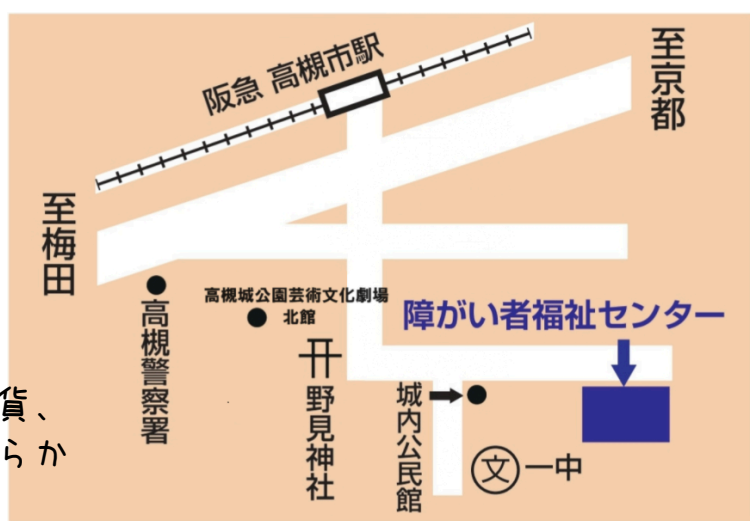 阪急 高槻市駅
至京都
至梅田
高槻警察署
高槻城公園芸術文化劇場
北館
野見神社
障がい者福祉センター
城内公民館
文 一中
貨、
らか